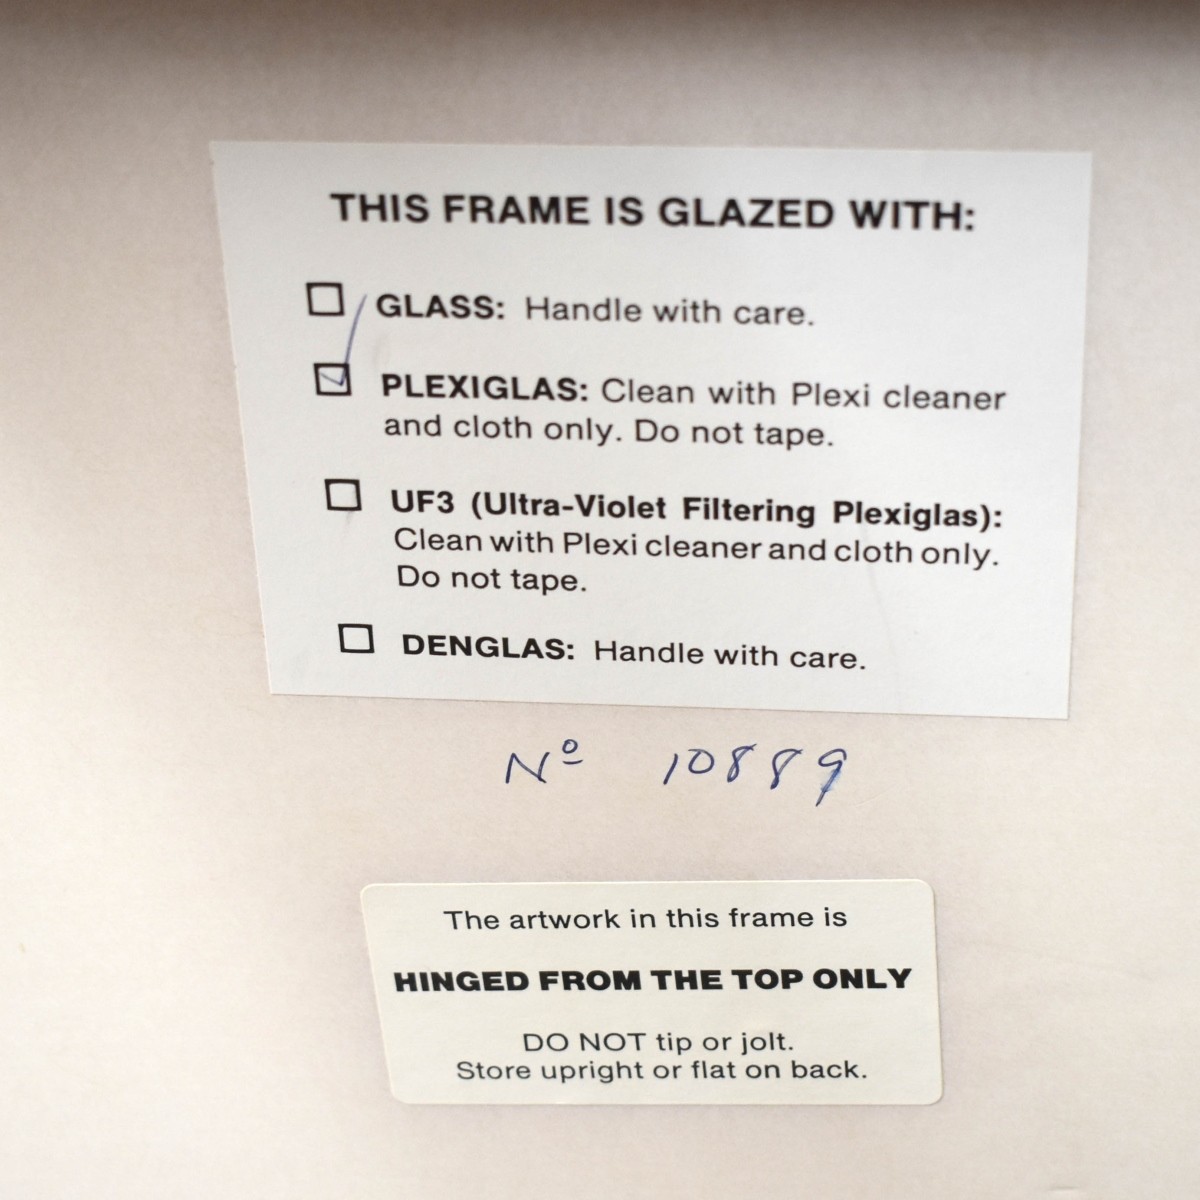 THIS FRAME IS GLAZED WITH:
☐ GLASS: Handle with care.
☑ PLEXIGLAS: Clean with Plexi cleaner
and cloth only. Do not tape.
☐ UF3 (Ultra-Violet Filtering Plexiglas):
Clean with Plexi cleaner and cloth only.
Do not tape.
☐ DENGLAS: Handle with care.
Nº 10889
The artwork in this frame is
HINGED FROM THE TOP ONLY
DO NOT tip or jolt.
Store upright or flat on back.